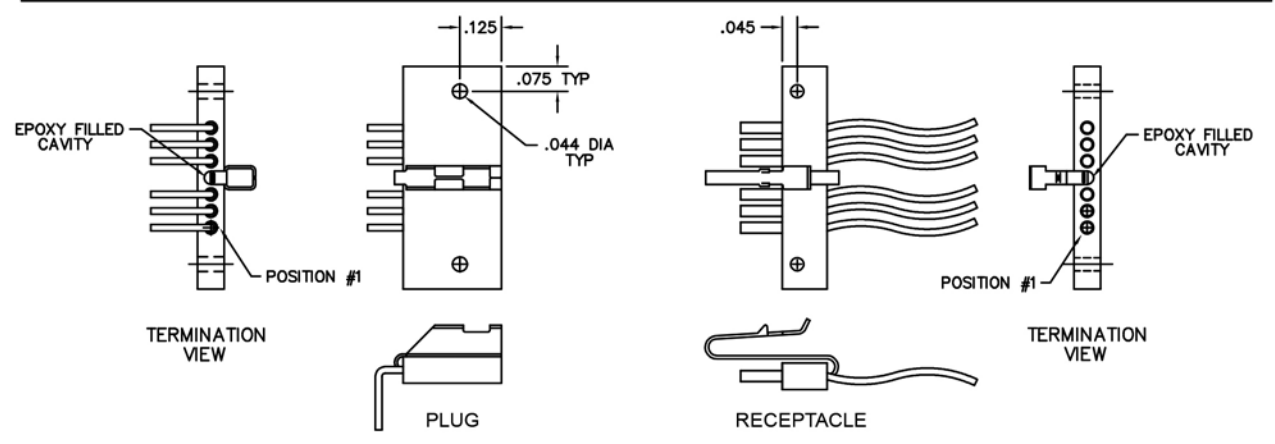 .125
.045
.075 TYP
EPOXY FILLED
CAVITY
.044 DIA
TYP
EPOXY FILLED
CAVITY
POSITION #1
POSITION #1
TERMINATION
VIEW
TERMINATION
VIEW
PLUG
RECEPTACLE